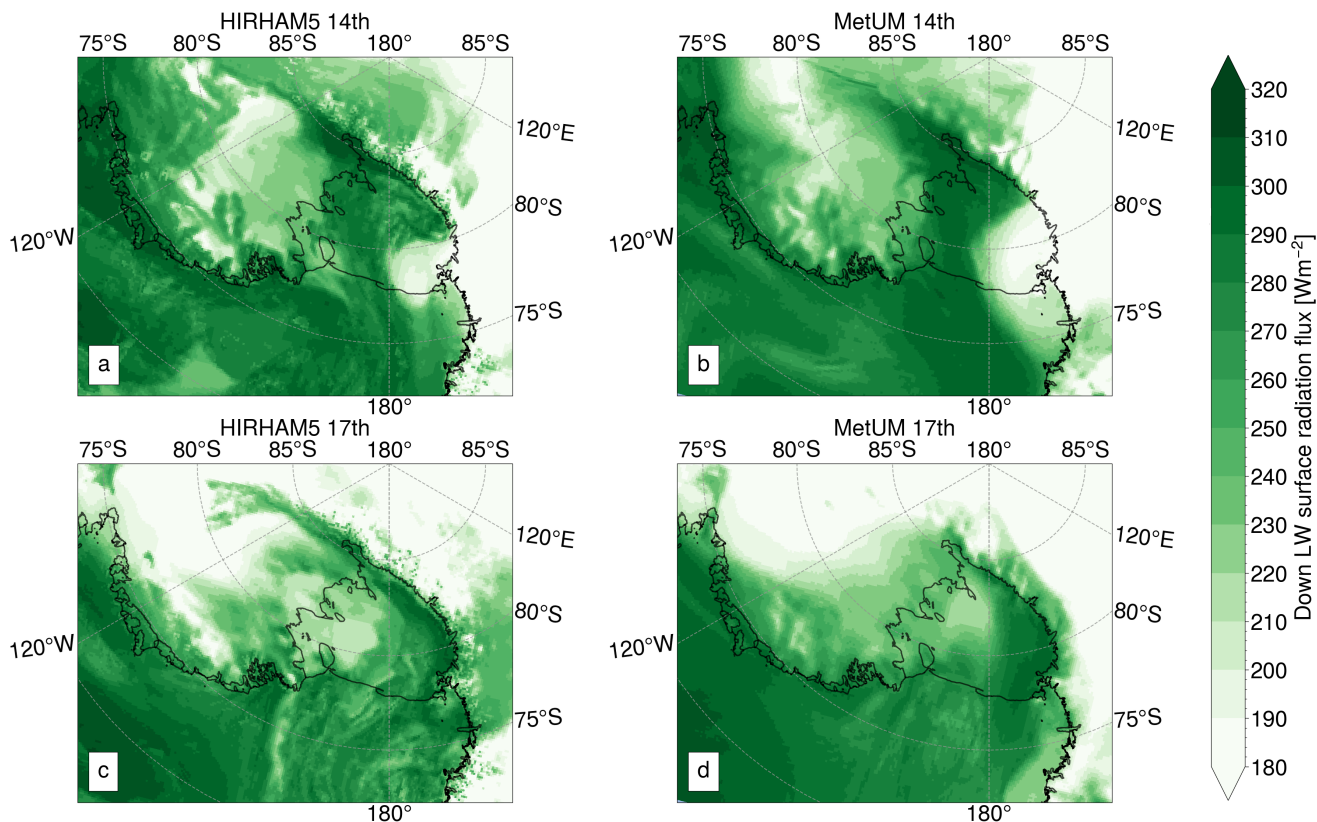 HIRHAM5 14th
75°S 80°S 85°S 180° 85°S
120°E
80°S
75°S
120°W
180°
a
MetUM 14th
75°S 80°S 85°S 180° 85°S
120°E
80°S
75°S
120°W
180°
b
HIRHAM5 17th
75°S 80°S 85°S 180° 85°S
120°E
80°S
75°S
120°W
180°
c
MetUM 17th
75°S 80°S 85°S 180° 85°S
120°E
80°S
75°S
120°W
180°
d
320
310
300
290
280
270
260
250
240
230
220
210
200
190
180
Down LW surface radiation flux [Wm⁻²]